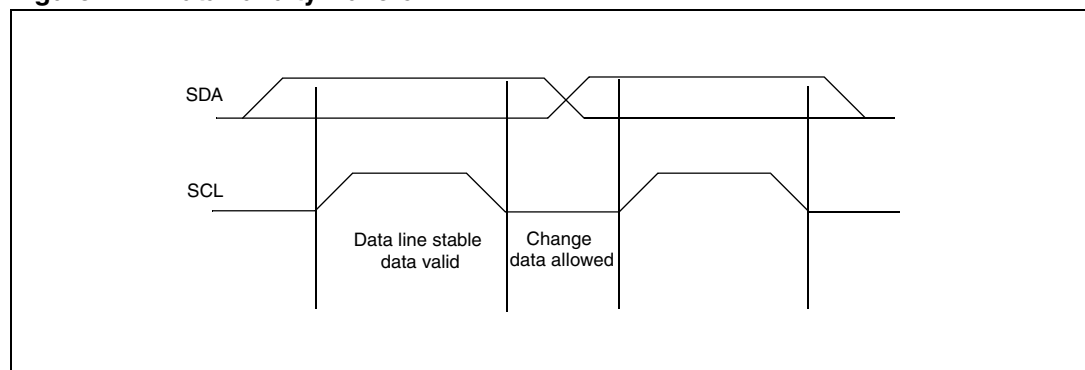 SDA
SCL
Data line stable
data valid
Change
data allowed